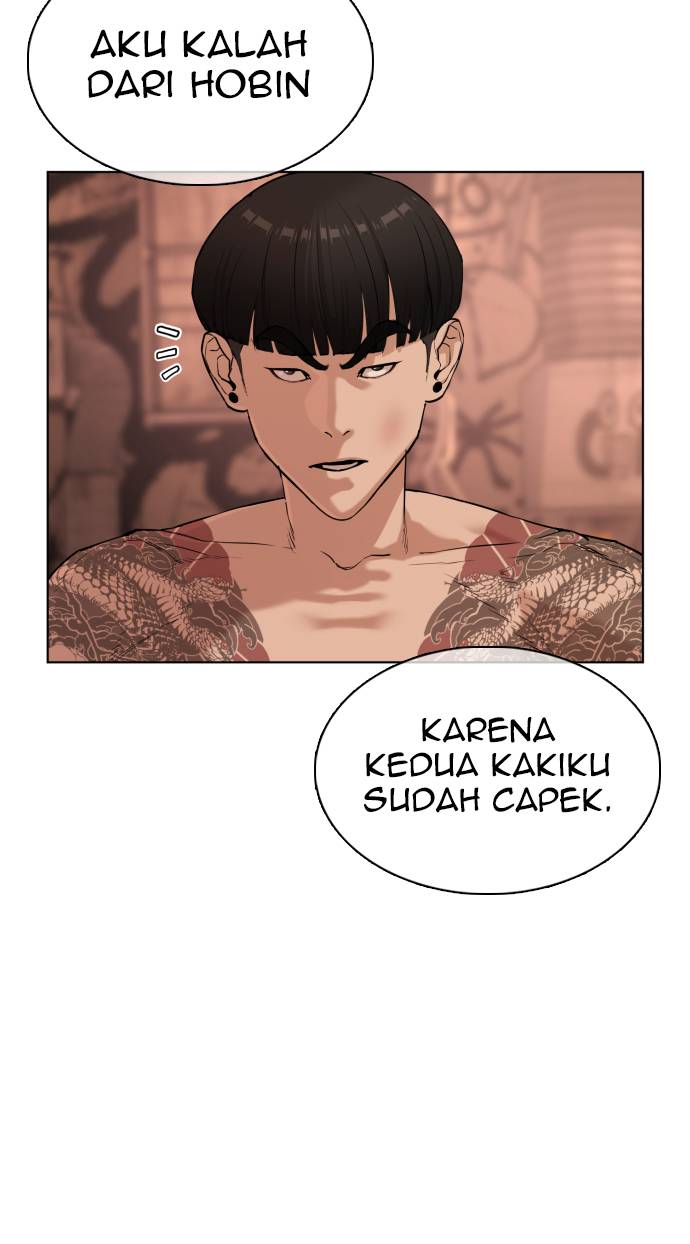 AKU KALAH
DARI HOBIN
KARENA
KEDUA KAKIKU
SUDAH CAPEK.